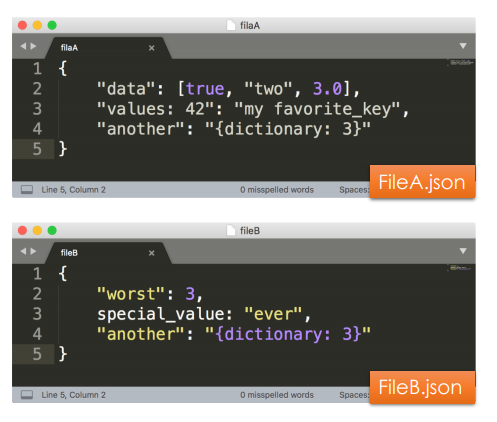 filaA
filaA ×
1 {
2 "data": [true, "two", 3.0],
3 "values: 42": "my favorite_key",
4 "another": "{dictionary: 3}"
5 }
Line 5, Column 2 0 misspelled words Spaces:
FileA.json
fileB
fileB ×
1 {
2 "worst": 3,
3 special_value: "ever",
4 "another": "{dictionary: 3}"
5 }
Line 5, Column 2 0 misspelled words Spaces:
FileB.json